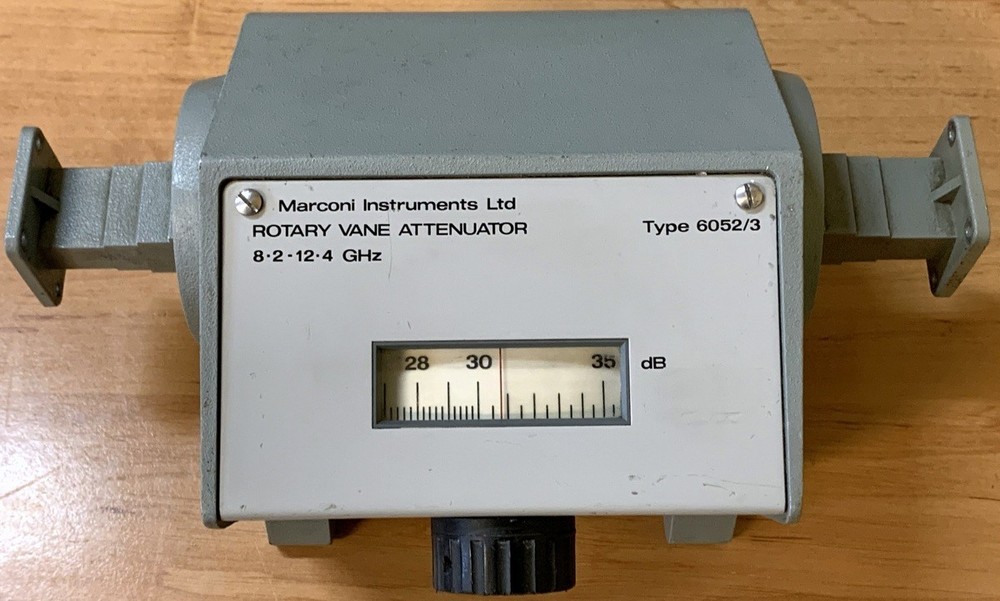 Marconi Instruments Ltd
ROTARY VANE ATTENUATOR Type 6052/3
8·2-12·4 GHz
28 30 35 dB